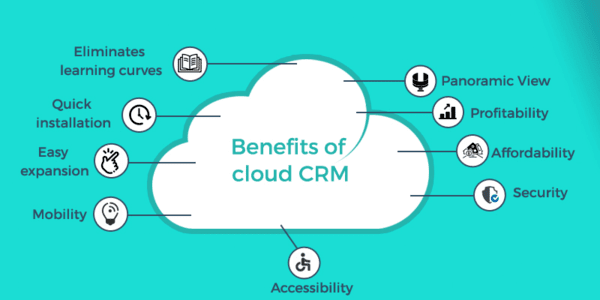 Eliminates
learning curves
Quick
installation
Easy
expansion
Mobility
Benefits of
cloud CRM
Panoramic View
Profitability
Affordability
Security
Accessibility